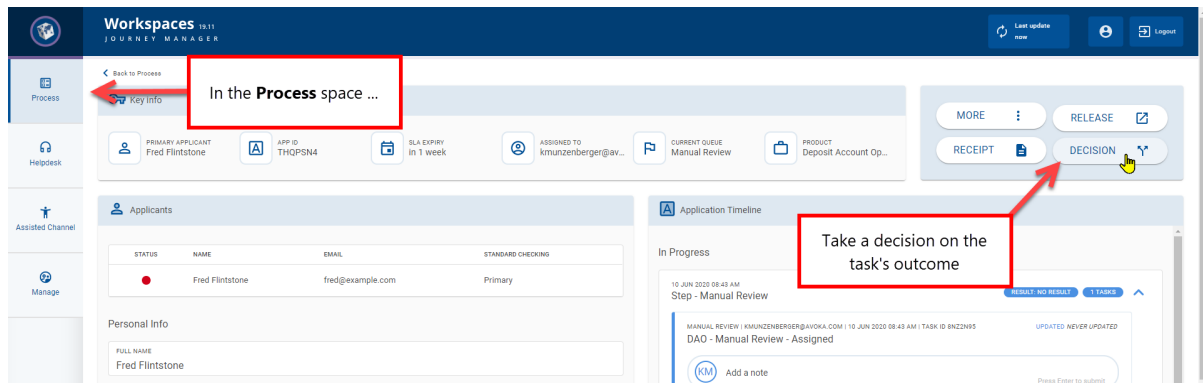 Workspaces 19.11
JOURNEY MANAGER
Last update
now
Logout
Process
Helpdesk
Assisted Channel
Manage
Back to Process
In the Process space ...
Key info
PRIMARY APPLICANT
Fred Flintstone
APP ID
THQPSN4
SLA EXPIRY
in 1 week
ASSIGNED TO
kmunzenberger@av...
CURRENT QUEUE
Manual Review
PRODUCT
Deposit Account Op...
MORE
RELEASE
RECEIPT
DECISION
Take a decision on the
task's outcome
Applicants
STATUS NAME EMAIL STANDARD CHECKING
Fred Flintstone fred@example.com Primary
Personal Info
FULL NAME
Fred Flintstone
Application Timeline
In Progress
10 JUN 2020 08:43 AM
Step - Manual Review
RESULT: NO RESULT 1 TASKS
MANUAL REVIEW | KMUNZENBERGER@AVOKA.COM | 10 JUN 2020 08:43 AM | TASK ID 8NZ2N95
UPDATED NEVER UPDATED
DAO - Manual Review - Assigned
KM Add a note
Press Enter to submit